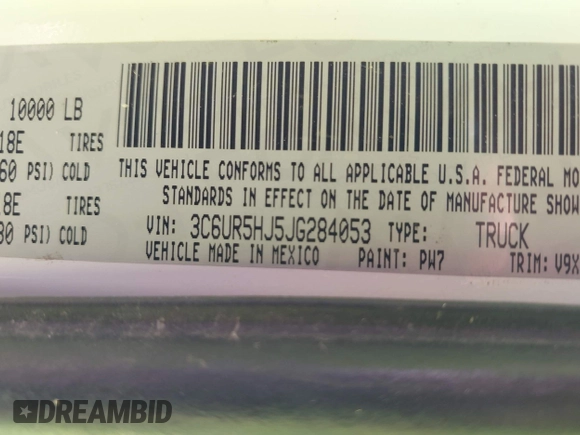 10000 LB
18E TIRES
60 PSI) COLD
THIS VEHICLE CONFORMS TO ALL APPLICABLE U.S.A. FEDERAL MO
8E TIRES
STANDARDS IN EFFECT ON THE DATE OF MANUFACTURE SHOW
80 PSI) COLD
VIN: 3C6UR5HJ5JG284053 TYPE: TRUCK
VEHICLE MADE IN MEXICO PAINT: PW7 TRIM: V9X
DREAMBID